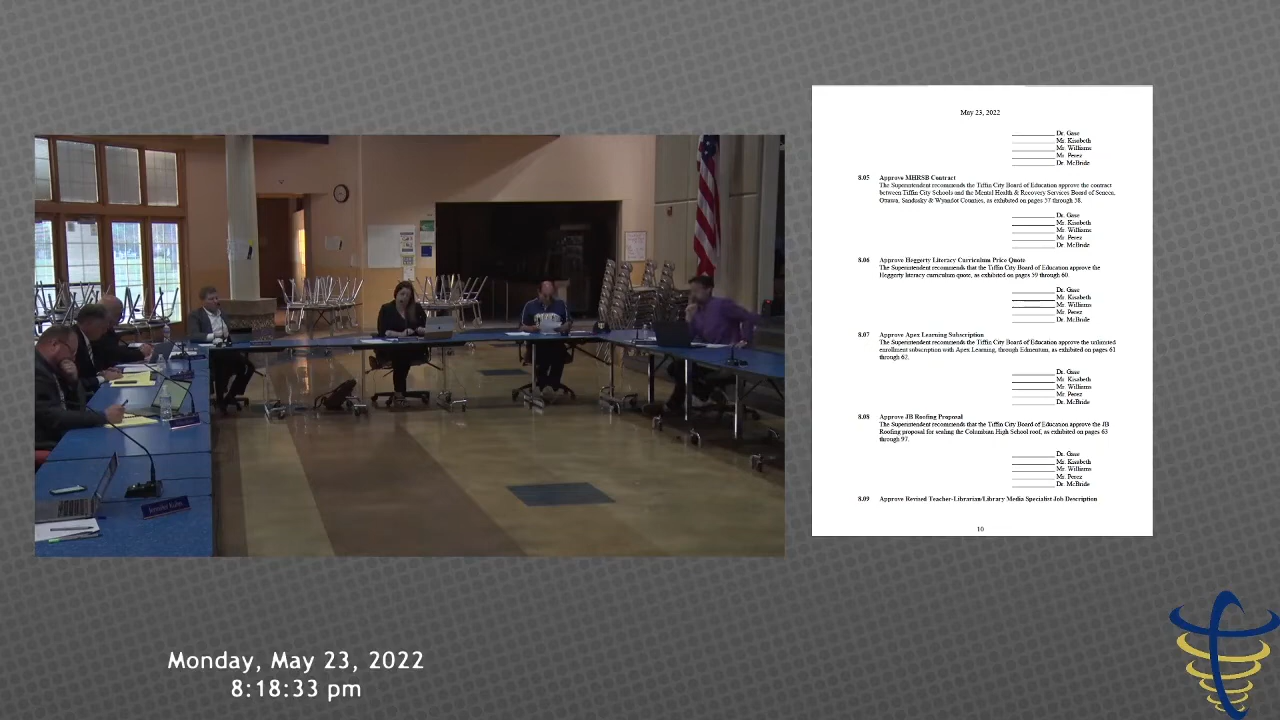 May 23, 2022
Dr. Gase
Mr. Kisabeth
Mr. Williams
Mr. Perez
Dr. McBride
8.05 Approve MHRSB Contract
The Superintendent recommends the Tiffin City Board of Education approve the contract
between Tiffin City Schools and the Mental Health & Recovery Services Board of Seneca,
Ottawa, Sandusky & Wyandot Counties, as exhibited on pages 57 through 58.
Dr. Gase
Mr. Kisabeth
Mr. Williams
Mr. Perez
Dr. McBride
8.06 Approve Heggerty Literacy Curriculum Price Quote
The Superintendent recommends that the Tiffin City Board of Education approve the
Heggerty literacy curriculum quote, as exhibited on pages 59 through 60.
Dr. Gase
Mr. Kisabeth
Mr. Williams
Mr. Perez
Dr. McBride
8.07 Approve Apex Learning Subscription
The Superintendent recommends the Tiffin City Board of Education approve the unlimited
enrollment subscription with Apex Learning, through Edmentum, as exhibited on pages 61
through 62.
Dr. Gase
Mr. Kisabeth
Mr. Williams
Mr. Perez
Dr. McBride
8.08 Approve JB Roofing Proposal
The Superintendent recommends that the Tiffin City Board of Education approve the JB
Roofing proposal for sealing the Columbian High School roof, as exhibited on pages 63
through 97.
Dr. Gase
Mr. Kisabeth
Mr. Williams
Mr. Perez
Dr. McBride
8.09 Approve Revised Teacher-Librarian/Library Media Specialist Job Description
10
Monday, May 23, 2022
8:18:33 pm